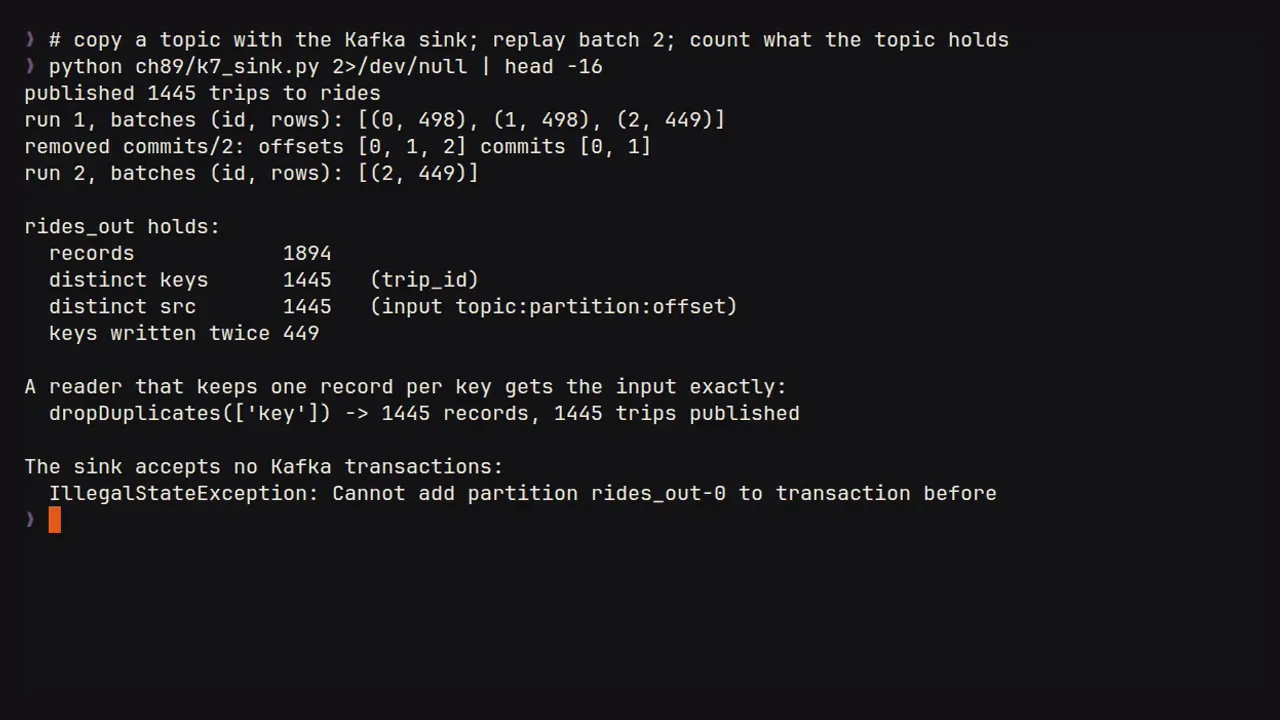 ❯ # copy a topic with the Kafka sink; replay batch 2; count what the topic holds
❯ python ch89/k7_sink.py 2>/dev/null | head -16
published 1445 trips to rides
run 1, batches (id, rows): [(0, 498), (1, 498), (2, 449)]
removed commits/2: offsets [0, 1, 2] commits [0, 1]
run 2, batches (id, rows): [(2, 449)]

rides_out holds:
  records            1894
  distinct keys      1445   (trip_id)
  distinct src       1445   (input topic:partition:offset)
  keys written twice 449

A reader that keeps one record per key gets the input exactly:
  dropDuplicates(['key']) -> 1445 records, 1445 trips published

The sink accepts no Kafka transactions:
  IllegalStateException: Cannot add partition rides_out-0 to transaction before
❯